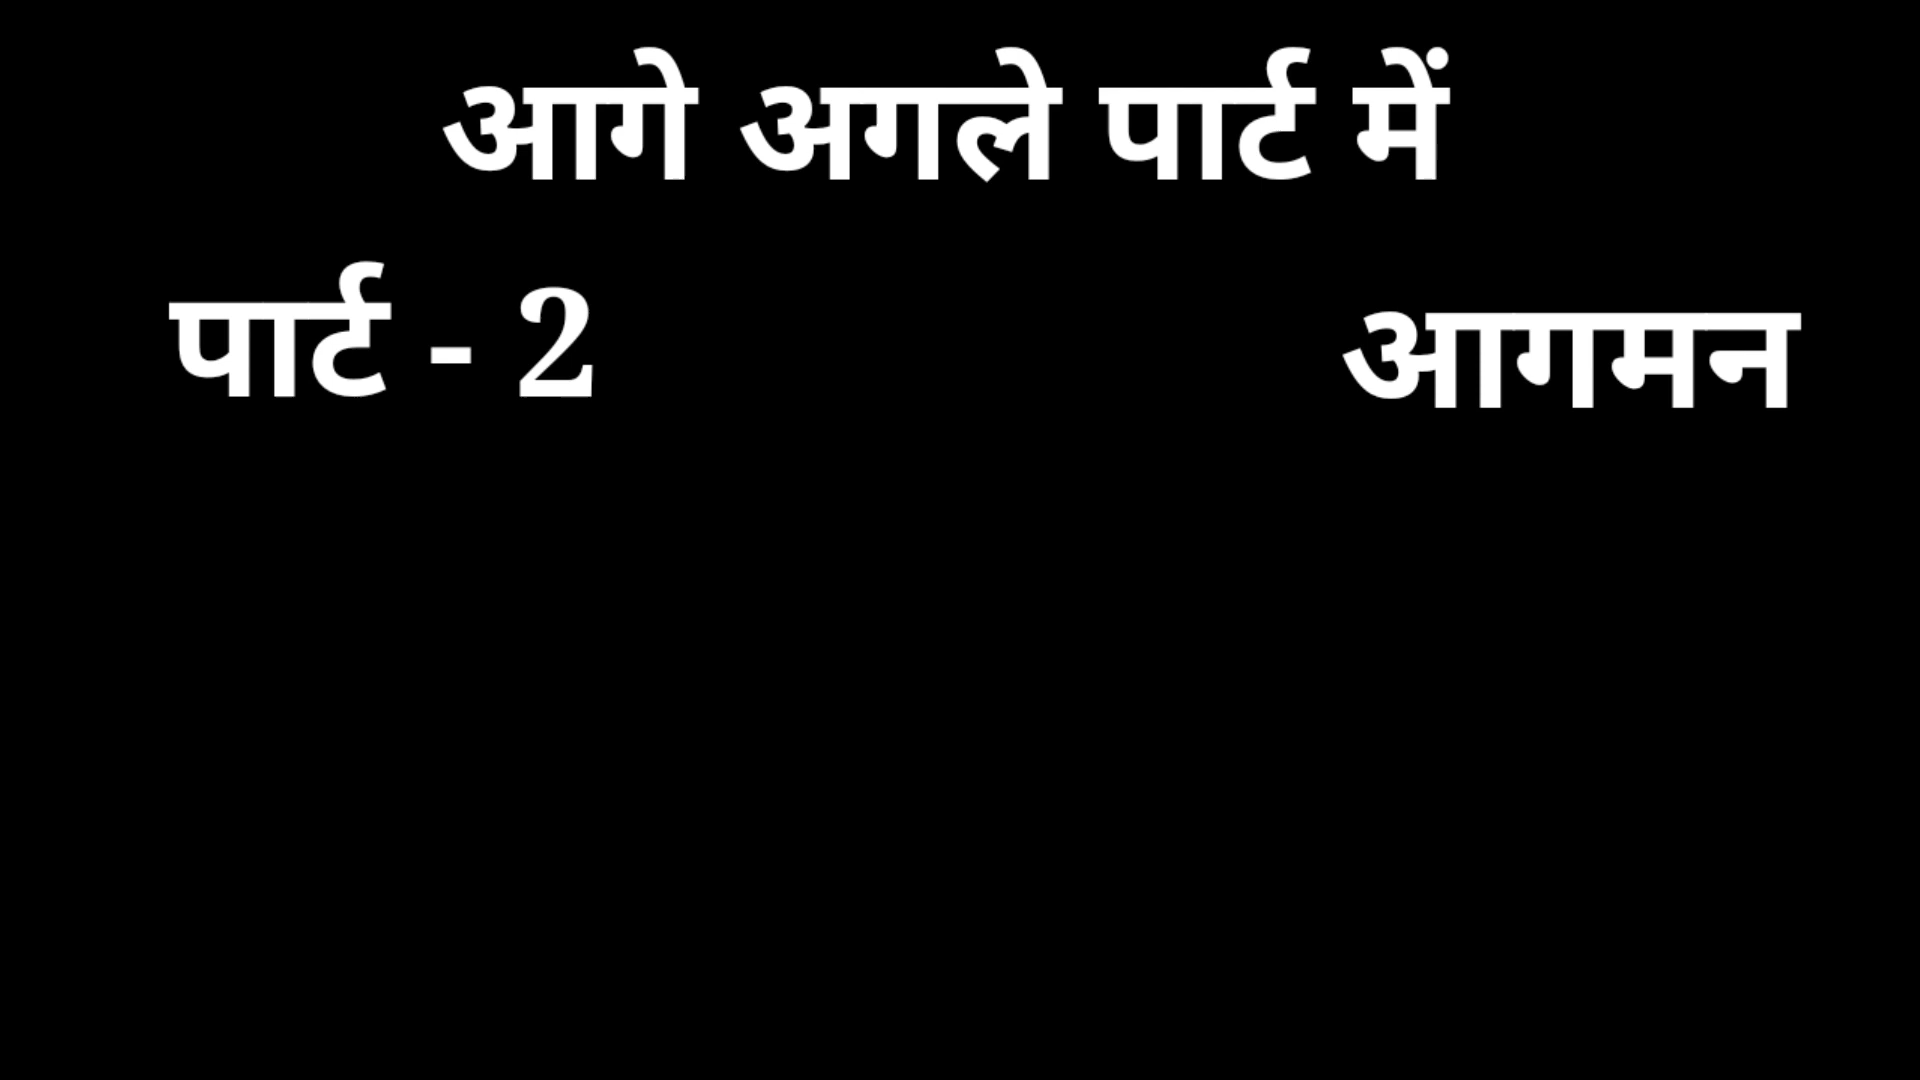 आगे अगले पार्ट में
पार्ट - 2 आगमन